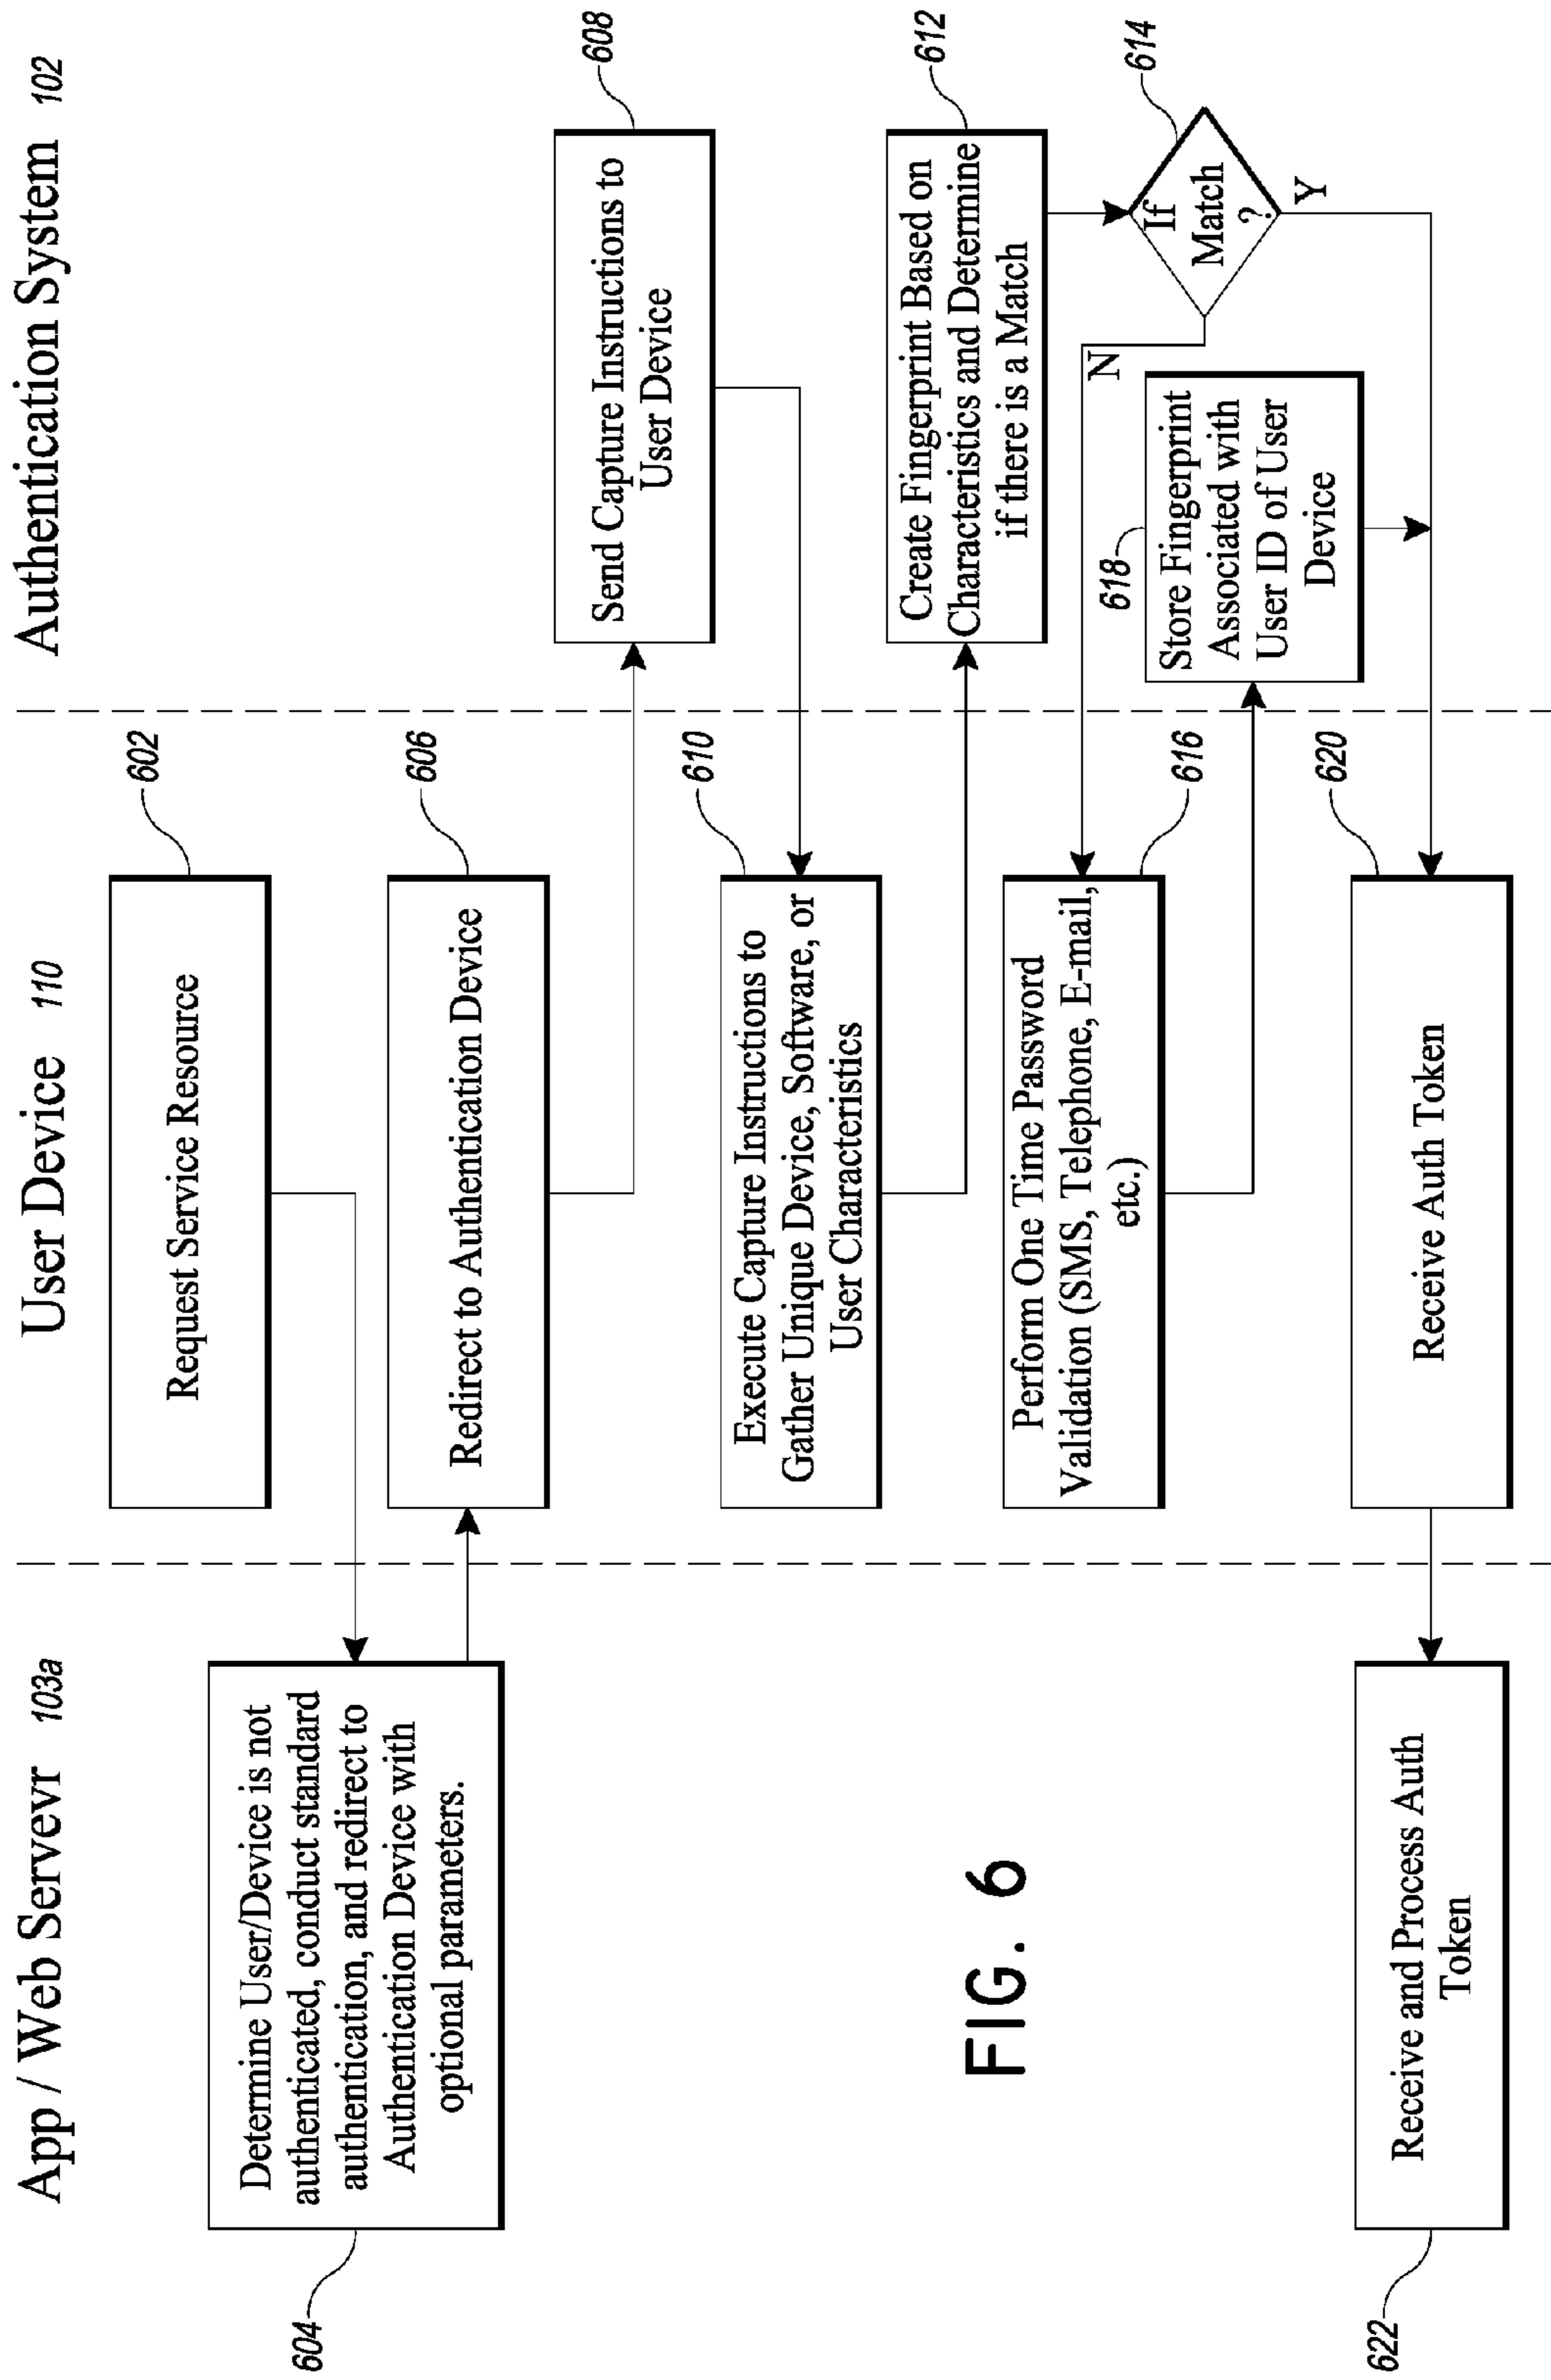 App / Web Servevr 103a
User Device 110
Authentication System 102
602
Request Service Resource
604
Determine User/Device is not
authenticated, conduct standard
authentication, and redirect to
Authentication Device with
optional parameters.
606
Redirect to Authentication Device
608
Send Capture Instructions to
User Device
610
Execute Capture Instructions to
Gather Unique Device, Software, or
User Characteristics
612
Create Fingerprint Based on
Characteristics and Determine
if there is a Match
614
If
Match
?
N
Y
616
Perform One Time Password
Validation (SMS, Telephone, E-mail,
etc.)
618
Store Fingerprint
Associated with
User ID of User
Device
620
Receive Auth Token
622
Receive and Process Auth
Token
FIG. 6